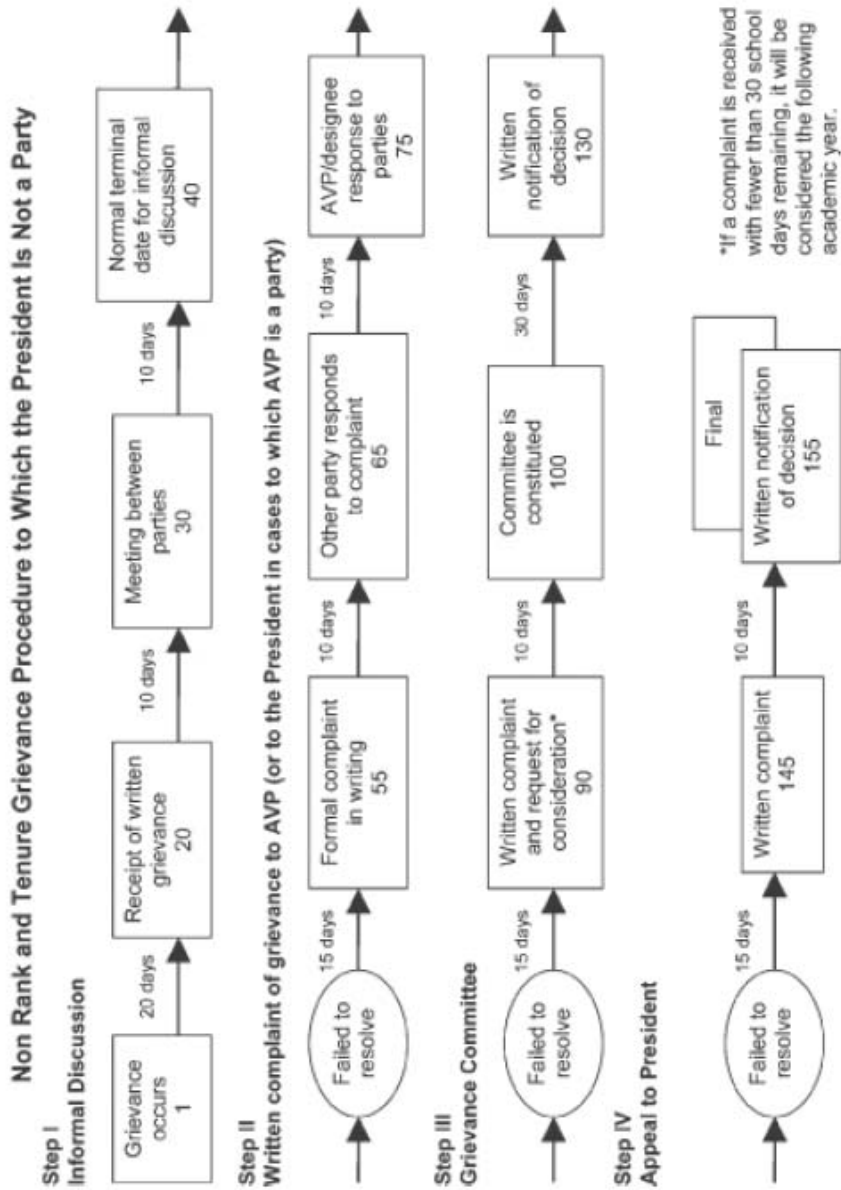 Non Rank and Tenure Grievance Procedure to Which the President Is Not a Party
Step I
Informal Discussion
Grievance
occurs
1
20 days
Receipt of written
grievance
20
10 days
Meeting between
parties
30
10 days
Normal terminal
date for informal
discussion
40
Step II
Written complaint of grievance to AVP (or to the President in cases to which AVP is a party)
Failed to
resolve
15 days
Formal complaint
in writing
55
10 days
Other party responds
to complaint
65
10 days
AVP/designee
response to
parties
75
Step III
Grievance Committee
Failed to
resolve
15 days
Written complaint
and request for
consideration*
90
10 days
Committee is
constituted
100
30 days
Written
notification of
decision
130
Step IV
Appeal to President
Failed to
resolve
15 days
Written complaint
145
10 days
Final
Written notification
of decision
155
*If a complaint is received
with fewer than 30 school
days remaining, it will be
considered the following
academic year.